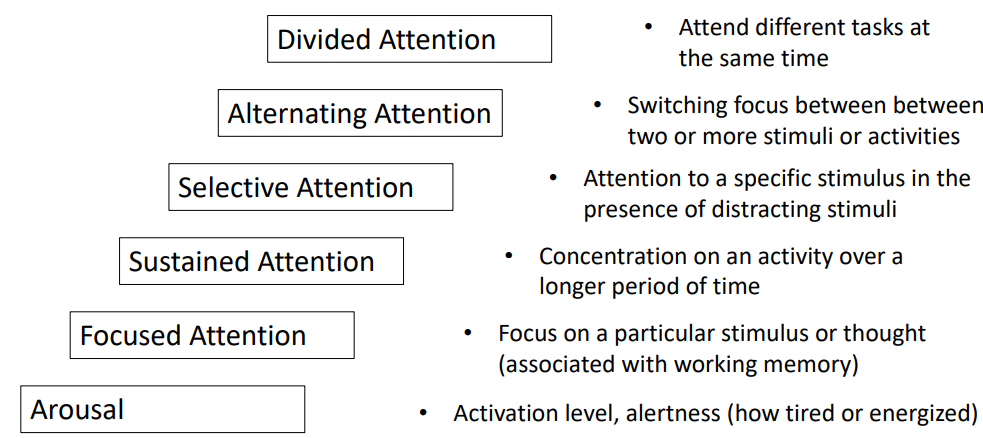 Divided Attention
• Attend different tasks at
the same time
Alternating Attention
• Switching focus between between
two or more stimuli or activities
Selective Attention
• Attention to a specific stimulus in the
presence of distracting stimuli
Sustained Attention
• Concentration on an activity over a
longer period of time
Focused Attention
• Focus on a particular stimulus or thought
(associated with working memory)
Arousal
• Activation level, alertness (how tired or energized)